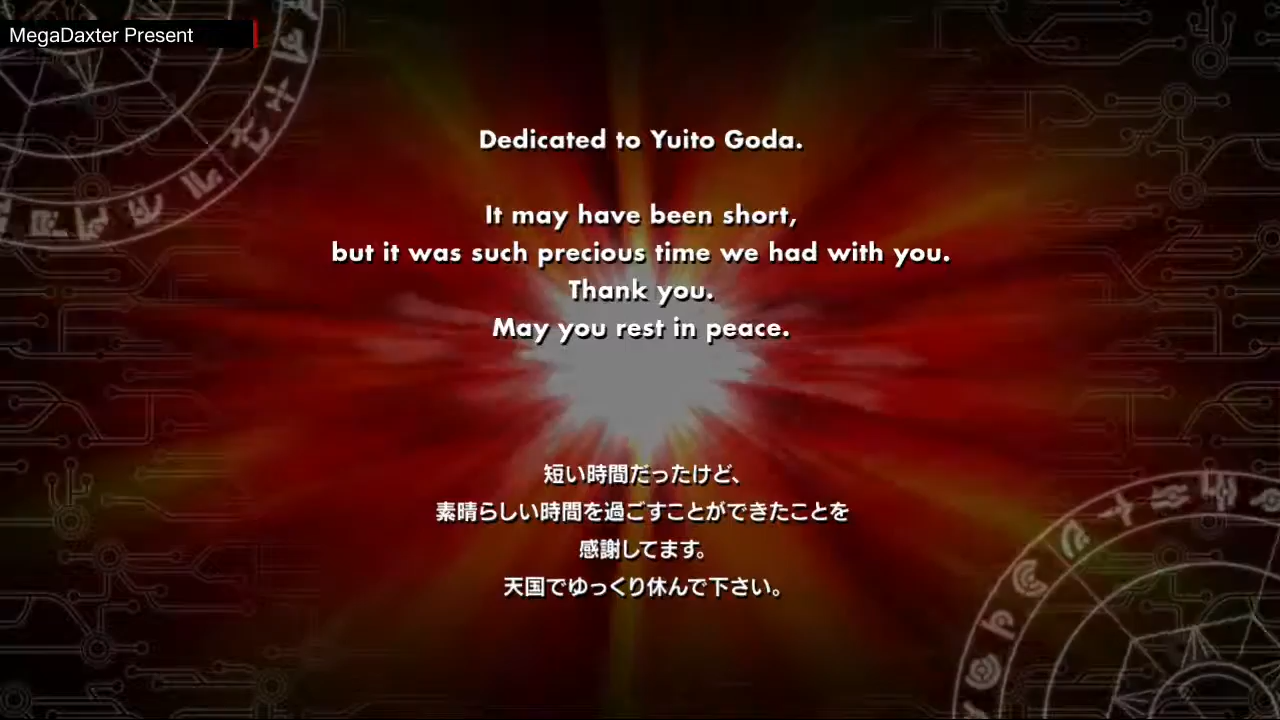 MegaDaxter Present
Dedicated to Yuito Goda.
It may have been short,
but it was such precious time we had with you.
Thank you.
May you rest in peace.
短い時間だったけど、
素晴らしい時間を過ごすことができたことを
感謝してます。
天国でゆっくり休んで下さい。